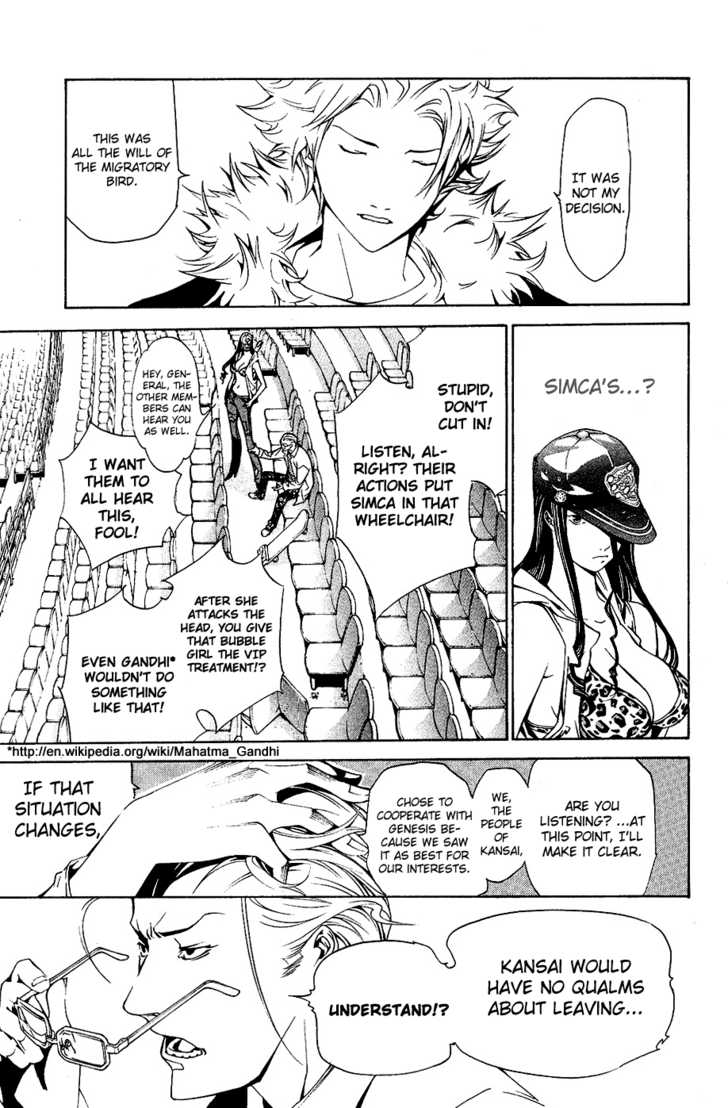 IT WAS
NOT MY
DECISION.
THIS WAS
ALL THE WILL OF
THE MIGRATORY
BIRD.
SIMCA'S...?
STUPID,
DON'T
CUT IN!
LISTEN, AL-
RIGHT? THEIR
ACTIONS PUT
SIMCA IN THAT
WHEELCHAIR!
HEY, GEN-
ERAL, THE
OTHER MEM-
BERS CAN
HEAR YOU
AS WELL.
I WANT
THEM TO
ALL HEAR
THIS,
FOOL!
AFTER SHE
ATTACKS
THE HEAD, YOU
GIVE THAT BUBBLE
GIRL THE VIP
TREATMENT!?
EVEN GANDHI*
WOULDN'T DO
SOMETHING
LIKE THAT!
*http://en.wikipedia.org/wiki/Mahatma_Gandhi
ARE YOU
LISTENING? ...AT
THIS POINT, I'LL
MAKE IT CLEAR.
WE,
THE
PEOPLE
OF
KANSAI,
CHOSE TO
COOPERATE WITH
GENESIS BE-
CAUSE WE SAW
IT AS BEST FOR
OUR INTERESTS.
IF THAT
SITUATION
CHANGES,
KANSAI WOULD
HAVE NO QUALMS
ABOUT LEAVING...
UNDERSTAND!?